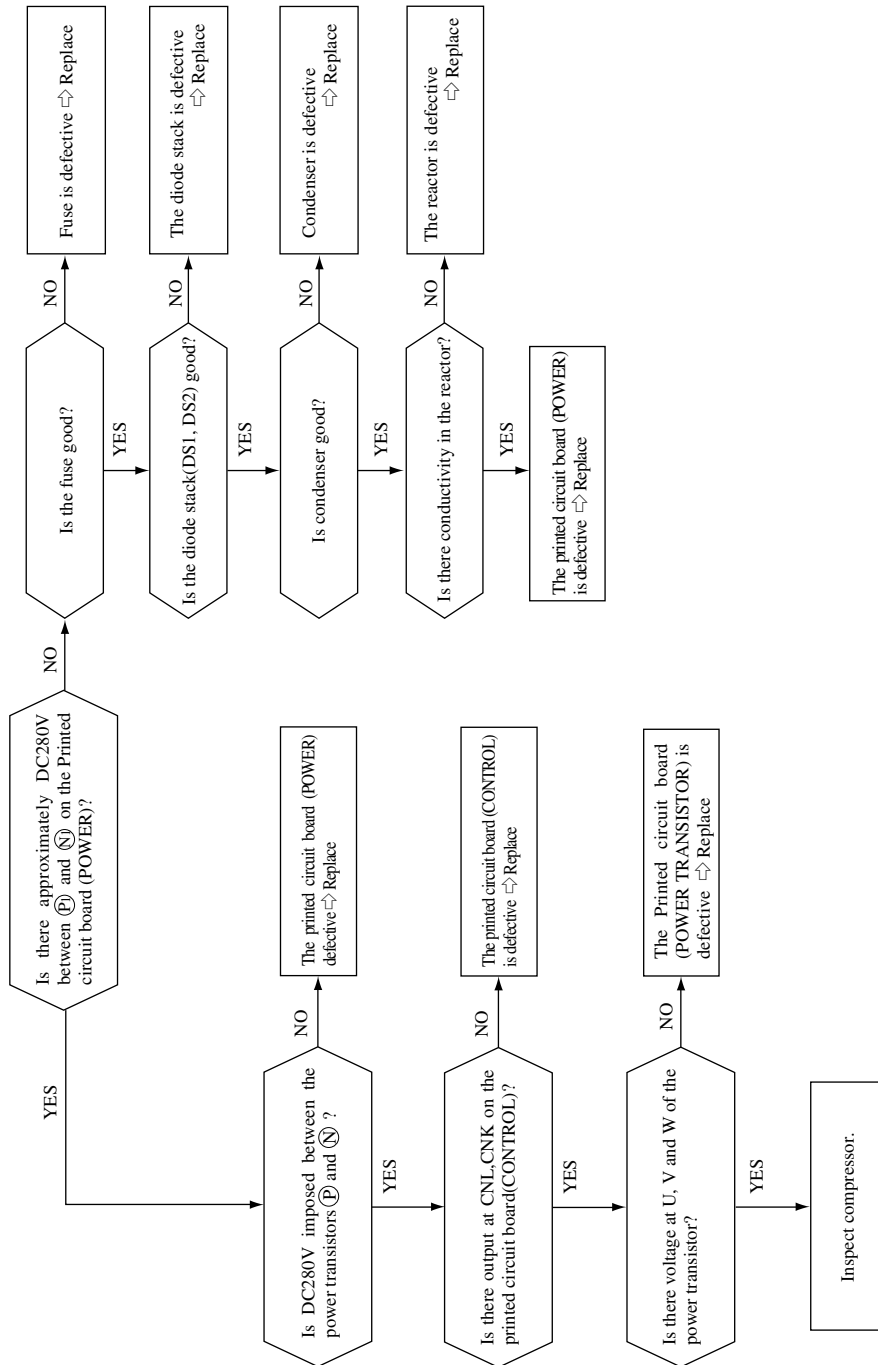 Is there approximately DC280V
between Ⓟ and Ⓝ on the Printed
circuit board (POWER)?
NO
Is the fuse good?
NO
Fuse is defective ⇨ Replace
YES
Is the diode stack(DS1, DS2) good?
NO
The diode stack is defective
⇨ Replace
YES
Is condenser good?
NO
Condenser is defective
⇨ Replace
YES
Is there conductivity in the reactor?
NO
The reactor is defective
⇨ Replace
YES
The printed circuit board (POWER)
is defective ⇨ Replace
YES
Is DC280V imposed between the
power transistors Ⓟ and Ⓝ ?
NO
The printed circuit board (POWER)
defective⇨ Replace
YES
Is there output at CNL,CNK on the
printed circuit board(CONTROL)?
NO
The printed circuit board (CONTROL)
is defective ⇨ Replace
YES
Is there voltage at U, V and W of the
power transistor?
NO
The Printed circuit board
(POWER TRANSISTOR) is
defective ⇨ Replace
YES
Inspect compressor.